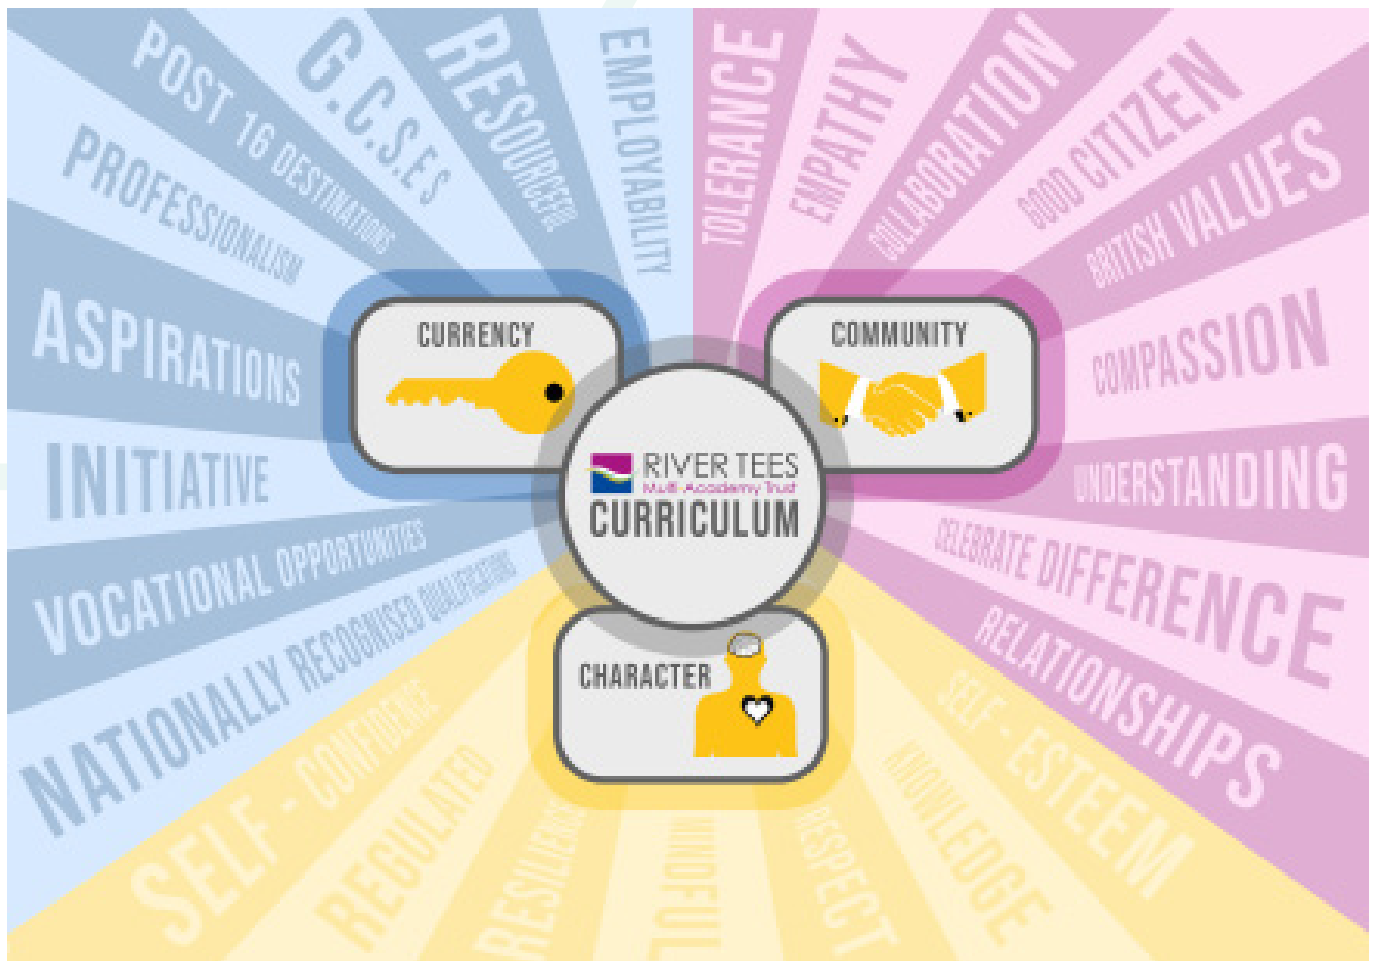 EMPLOYABILITY
RESOURCEFUL
G.C.S.ES
POST 16 DESTINATIONS
PROFESSIONALISM
ASPIRATIONS
INITIATIVE
VOCATIONAL OPPORTUNITIES
NATIONALLY RECOGNISED QUALIFICATIONS
TOLERANCE
EMPATHY
COLLABORATION
GOOD CITIZEN
BRITISH VALUES
COMPASSION
UNDERSTANDING
CELEBRATE DIFFERENCE
RELATIONSHIPS
CURRENCY
COMMUNITY
RIVER TEES
Multi Academy Trust
CURRICULUM
CHARACTER
SELF - CONFIDENCE
REGULATED
RESILIENCE
MINDFUL
RESPECT
KNOWLEDGE
SELF - ESTEEM